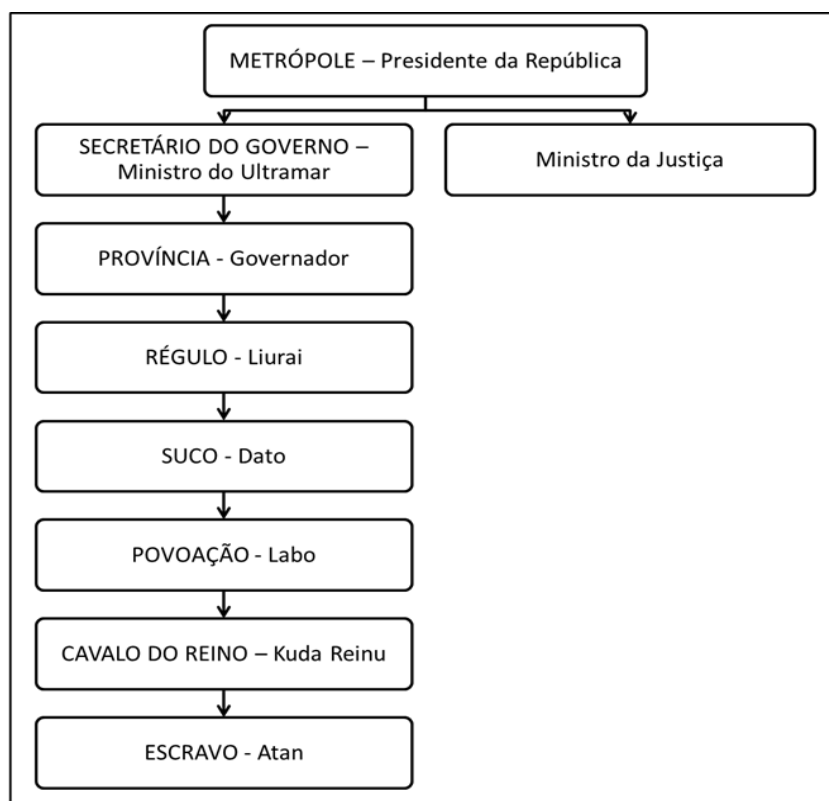 METRÓPOLE – Presidente da República
SECRETÁRIO DO GOVERNO –
Ministro do Ultramar
Ministro da Justiça
PROVÍNCIA - Governador
RÉGULO - Liurai
SUCO - Dato
POVOAÇÃO - Labo
CAVALO DO REINO – Kuda Reinu
ESCRAVO - Atan